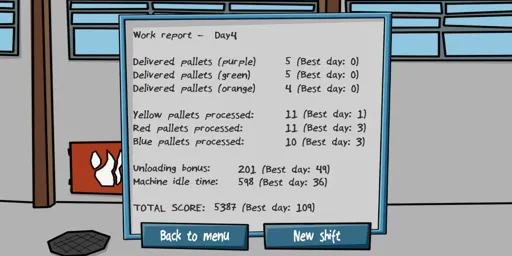 Work report - Day4
Delivered pallets (purple) 5 (Best day: 0)
Delivered pallets (green) 5 (Best day: 0)
Delivered pallets (orange) 4 (Best day: 0)
Yellow pallets processed: 11 (Best day: 1)
Red pallets processed: 11 (Best day: 3)
Blue pallets processed: 10 (Best day: 3)
Unloading bonus: 201 (Best day: 49)
Machine idle time: 598 (Best day: 36)
TOTAL SCORE: 5387 (Best day: 109)
Back to menu New shift